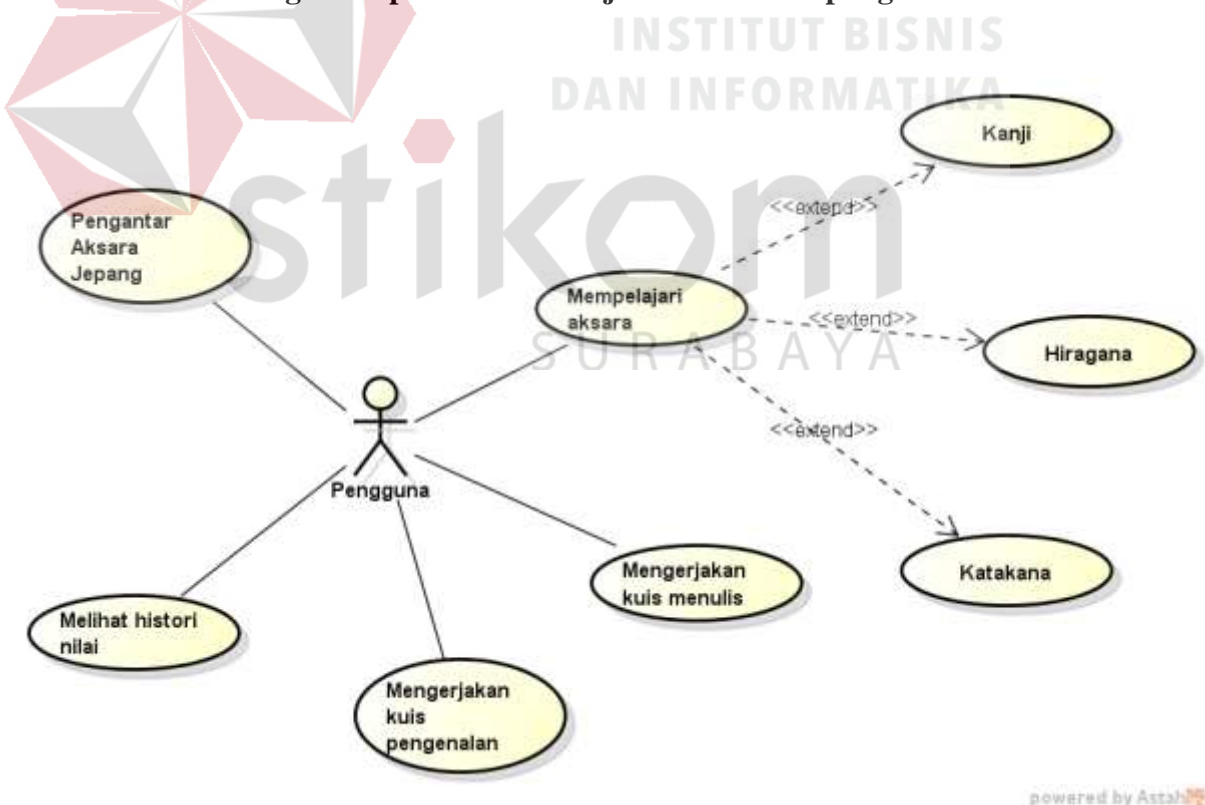 INSTITUT BISNIS
DAN INFORMATIKA
stikom
SURABAYA
Kanji
<<extend>>
Pengantar
Aksara
Jepang
Mempelajari
aksara
<<extend>>
Hiragana
<<extend>>
Katakana
Pengguna
Mengerjakan
kuis menulis
Melihat histori
nilai
Mengerjakan
kuis
pengenalan
powered by Astah